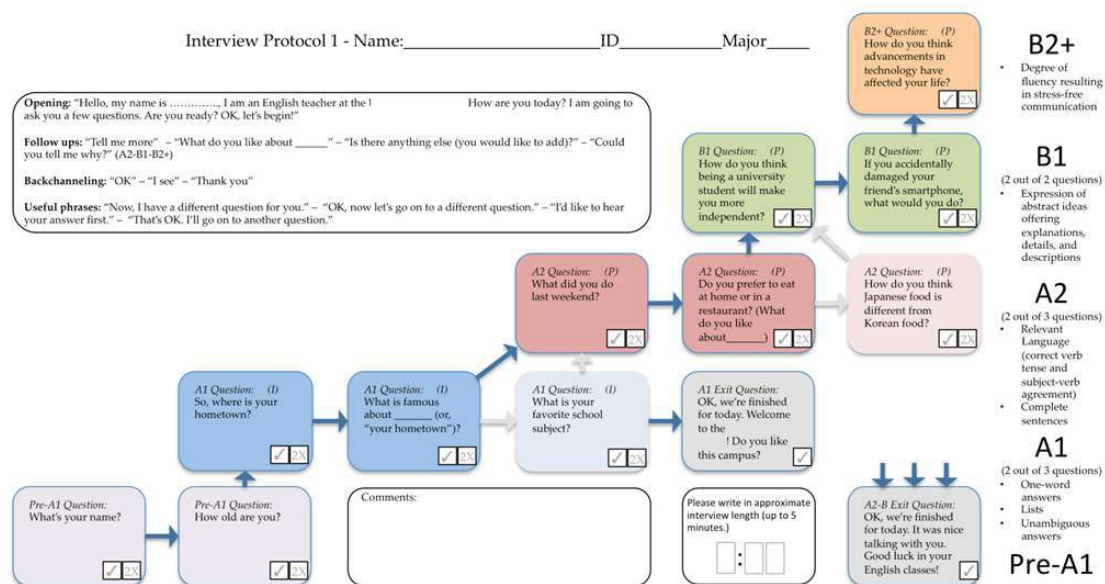 Interview Protocol 1 - Name:________________________ID____________Major_____
Opening: “Hello, my name is …………., I am an English teacher at the How are you today? I am going to
ask you a few questions. Are you ready? OK, let’s begin!”
Follow ups: “Tell me more” – “What do you like about _____” – “Is there anything else (you would like to add)?” – “Could
you tell me why?” (A2-B1-B2+)
Backchanneling: “OK” – “I see” – “Thank you”
Useful phrases: “Now, I have a different question for you.” – “OK, now let’s go on to a different question.” – “I’d like to hear
your answer first.” – “That’s OK. I’ll go on to another question.”
B2+ Question: (P)
How do you think
advancements in
technology have
affected your life?
✓ 2X
B2+
• Degree of
fluency resulting
in stress-free
communication
B1 Question: (P)
How do you think
being a university
student will make
you more
independent?
✓ 2X
B1 Question: (P)
If you accidentally
damaged your
friend’s smartphone,
what would you do?
✓ 2X
B1
(2 out of 2 questions)
• Expression of
abstract ideas
offering
explanations,
details, and
descriptions
A2 Question: (P)
What did you do
last weekend?
✓ 2X
A2 Question: (P)
Do you prefer to eat
at home or in a
restaurant? (What
do you like
about______)
✓ 2X
A2 Question: (P)
How do you think
Japanese food is
different from
Korean food?
✓ 2X
A2
(2 out of 3 questions)
• Relevant
Language
(correct verb
tense and
subject-verb
agreement)
• Complete
sentences
A1 Question: (I)
So, where is your
hometown?
✓ 2X
A1 Question: (I)
What is famous
about ______ (or,
“your hometown”)?
✓ 2X
A1 Question: (I)
What is your
favorite school
subject?
✓ 2X
A1 Exit Question:
OK, we’re finished
for today. Welcome
to the
! Do you like
this campus?
✓
A1
(2 out of 3 questions)
• One-word
answers
• Lists
• Unambiguous
answers
Pre-A1 Question:
What’s your name?
✓ 2X
Pre-A1 Question:
How old are you?
✓ 2X
Comments:
Please write in approximate
interview length (up to 5
minutes.)
:
A2-B Exit Question:
OK, we’re finished
for today. It was nice
talking with you.
Good luck in your
English classes!
✓
Pre-A1